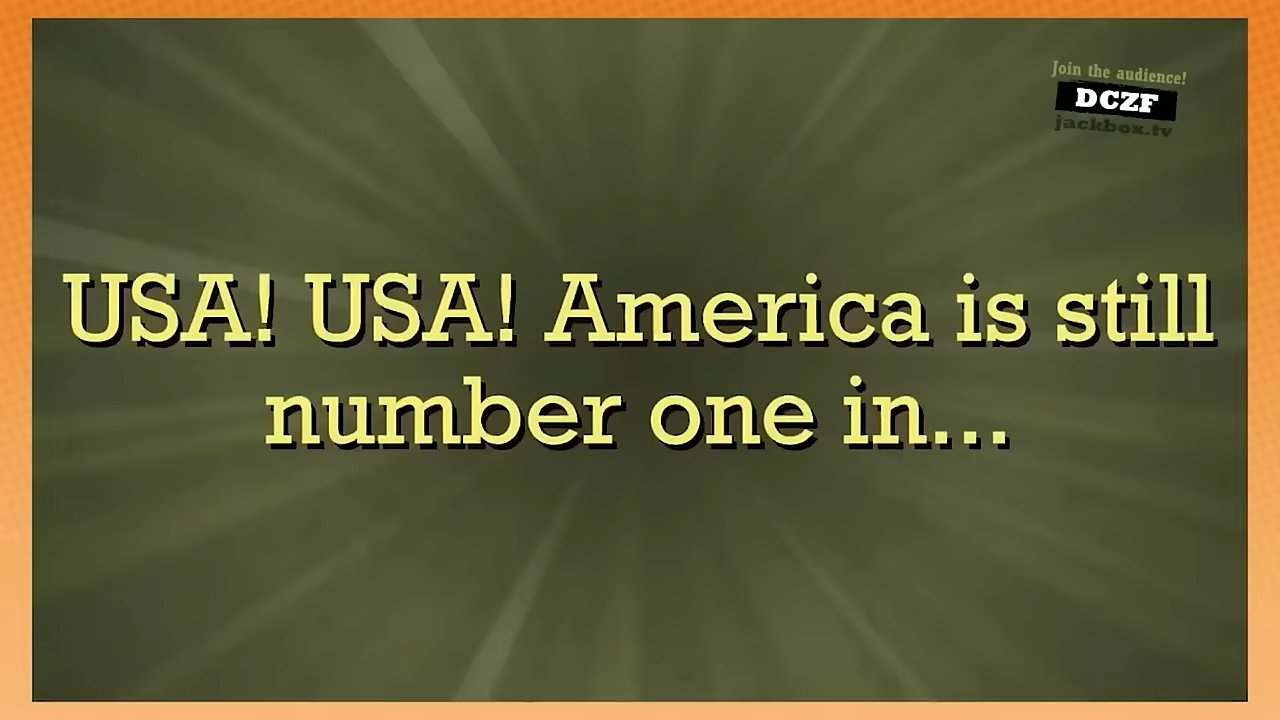 Join the audience!
DCZF
jackbox.tv
USA! USA! America is still
number one in...